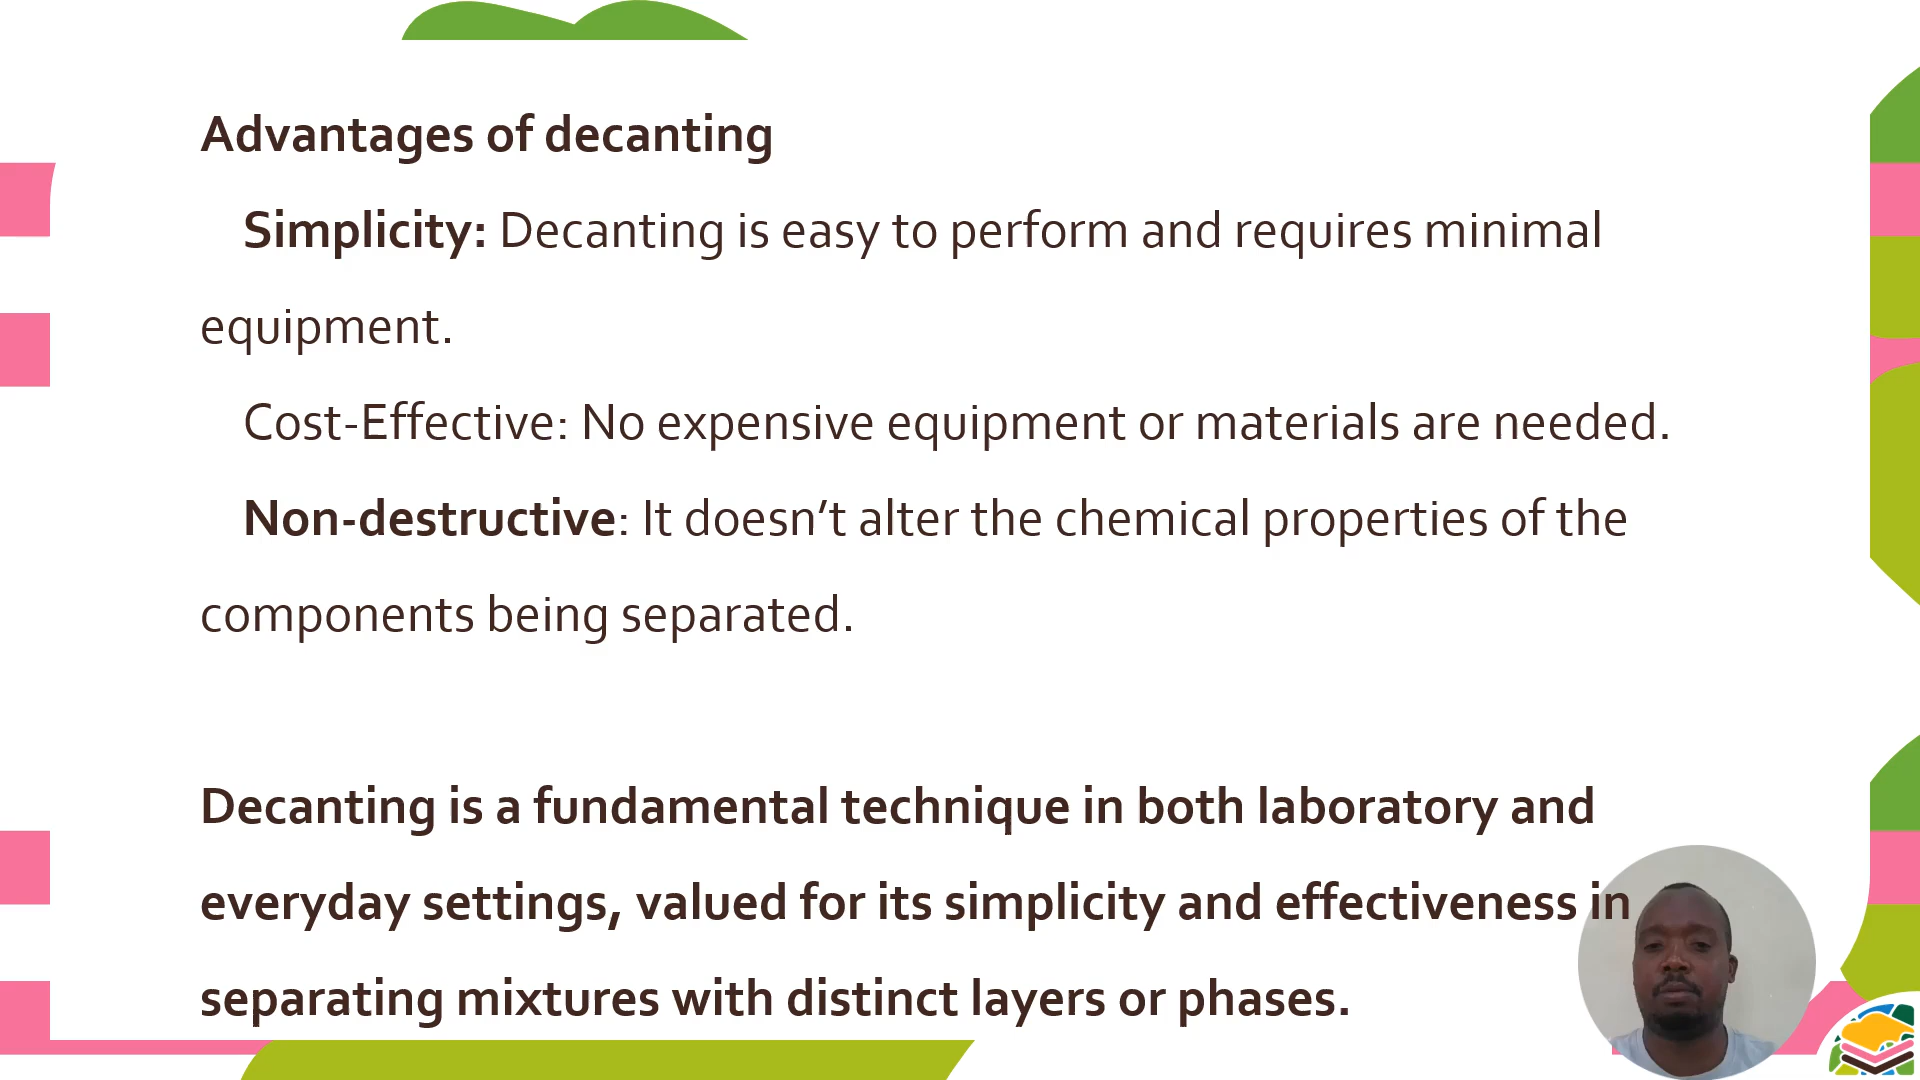 Advantages of decanting
Simplicity: Decanting is easy to perform and requires minimal
equipment.
Cost-Effective: No expensive equipment or materials are needed.
Non-destructive: It doesn’t alter the chemical properties of the
components being separated.
Decanting is a fundamental technique in both laboratory and
everyday settings, valued for its simplicity and effectiveness in
separating mixtures with distinct layers or phases.